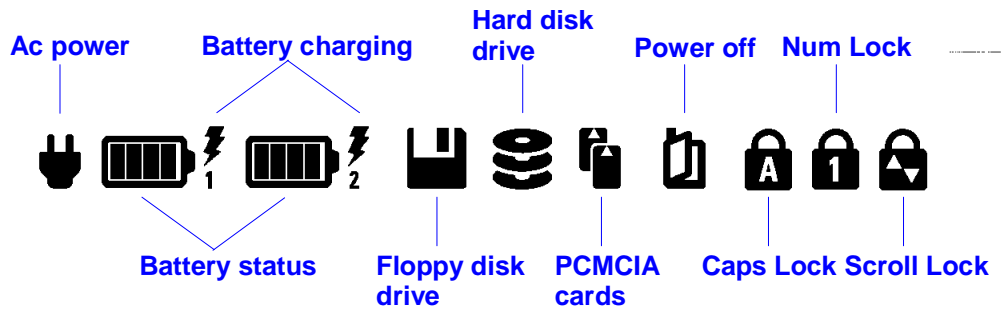 Hard disk
drive
Ac power
Battery charging
Power off
Num Lock
1
2
A
1
Battery status
Floppy disk
drive
PCMCIA
cards
Caps Lock
Scroll Lock